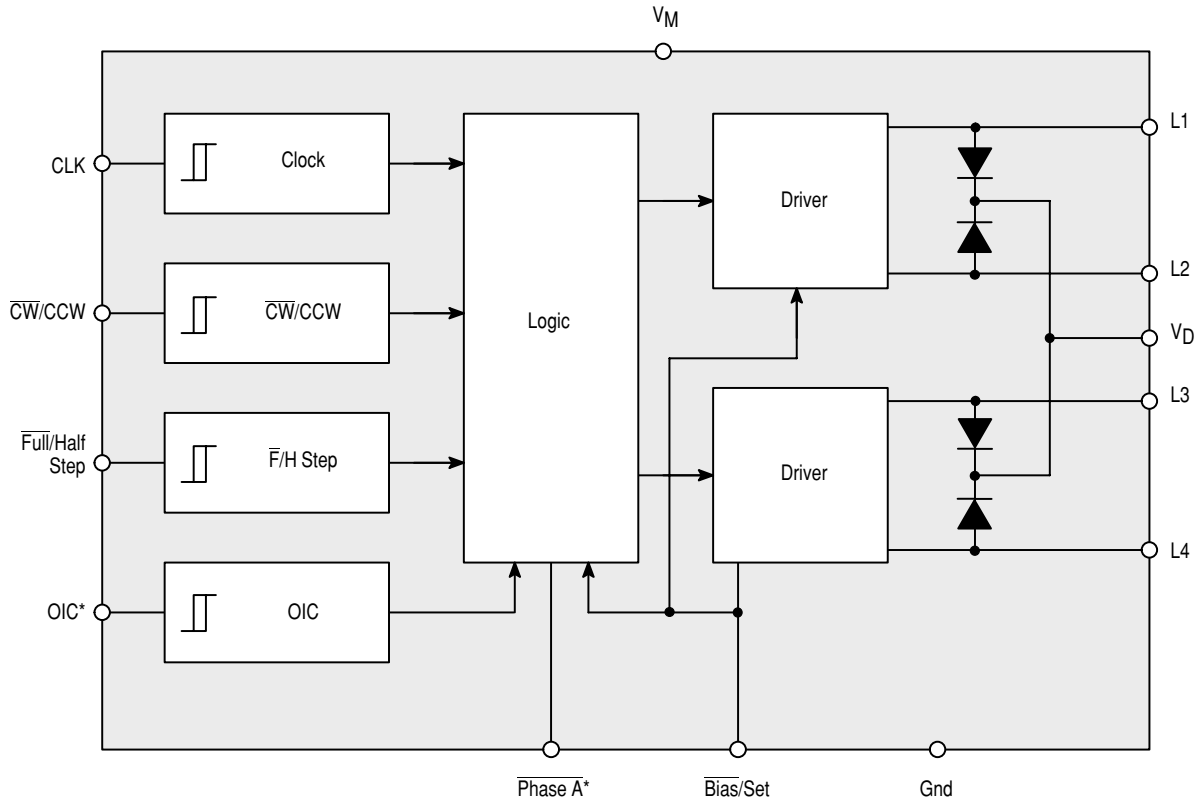 VM
CLK
Clock
CW/CCW
CW/CCW
Full/Half
Step
F/H Step
OIC*
OIC
Logic
Driver
Driver
L1
L2
VD
L3
L4
Phase A*
Bias/Set
Gnd